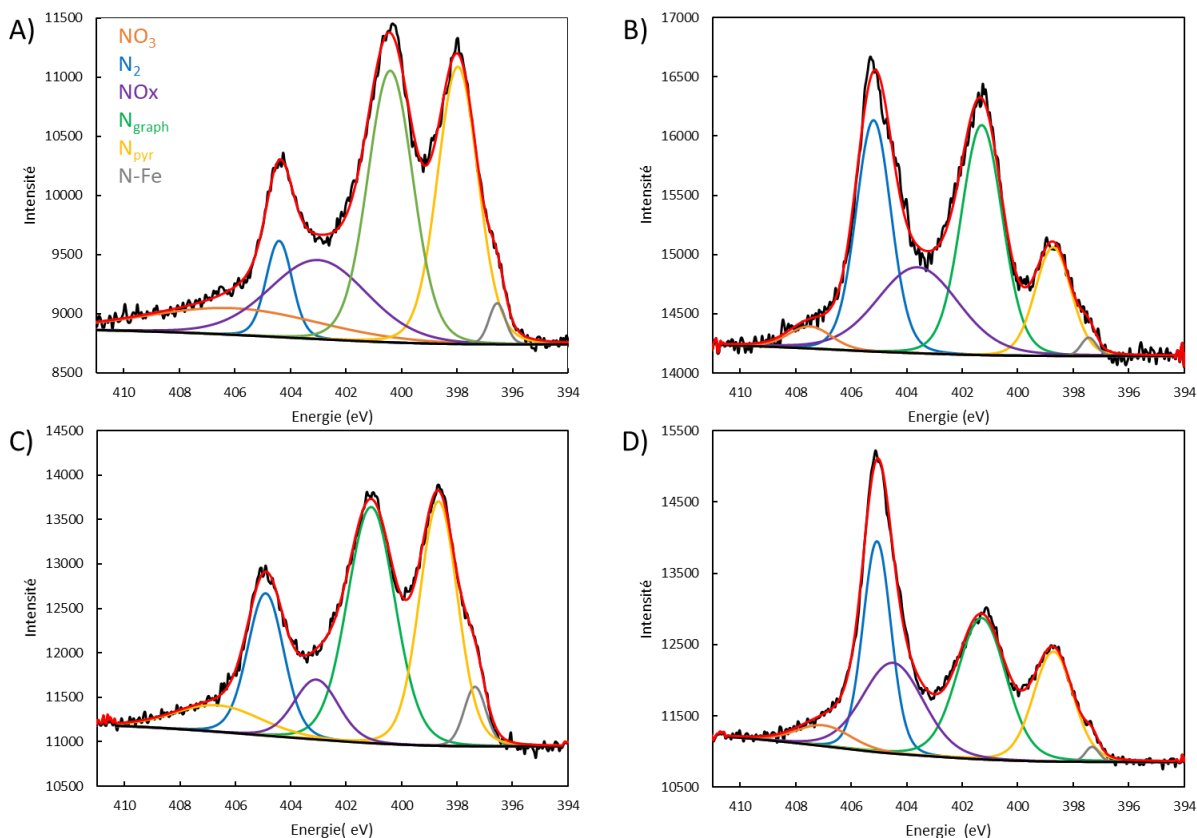 A)
11500
11000
10500
10000
9500
9000
8500
Intensité
NO₃
N₂
NOx
N_graph
N_pyr
N-Fe
410 408 406 404 402 400 398 396 394
Energie (eV)
B)
17000
16500
16000
15500
15000
14500
14000
Intensité
410 408 406 404 402 400 398 396 394
Energie (eV)
C)
14500
14000
13500
13000
12500
12000
11500
11000
10500
Intensité
410 408 406 404 402 400 398 396 394
Energie( eV)
D)
15500
14500
13500
12500
11500
10500
Intensité
410 408 406 404 402 400 398 396 394
Energie (eV)